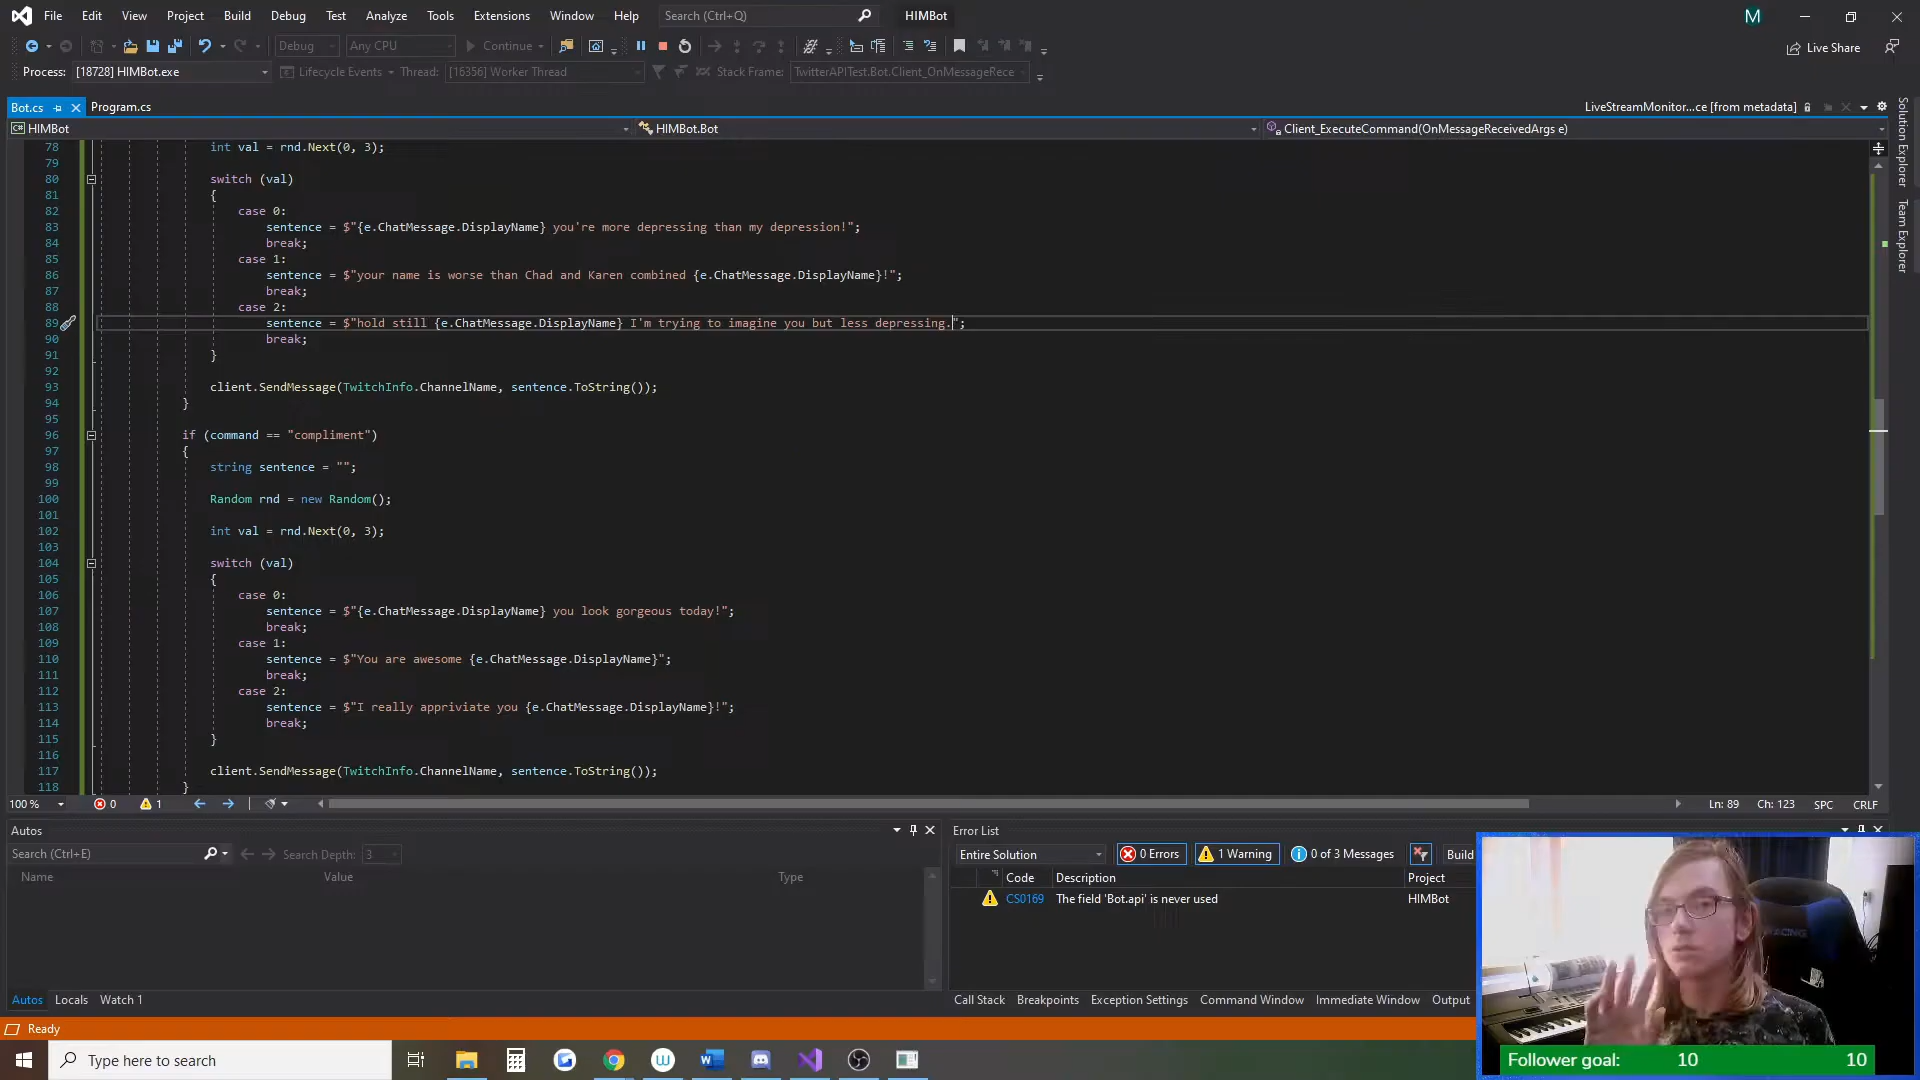 File Edit View Project Build Debug Test Analyze Tools Extensions Window Help Search (Ctrl+Q) HIMBot M
Debug Any CPU Continue Live Share
Process: [18728] HIMBot.exe Lifecycle Events Thread: [16356] Worker Thread Stack Frame: TwitterAPITest.Bot.Client_OnMessageRece
Bot.cs Program.cs LiveStreamMonitor...ce [from metadata]
HIMBot HIMBot.Bot Client_ExecuteCommand(OnMessageReceivedArgs e)
78 int val = rnd.Next(0, 3);
79
80 switch (val)
81 {
82 case 0:
83 sentence = $"{e.ChatMessage.DisplayName} you're more depressing than my depression!";
84 break;
85 case 1:
86 sentence = $"your name is worse than Chad and Karen combined {e.ChatMessage.DisplayName}!";
87 break;
88 case 2:
89 sentence = $"hold still {e.ChatMessage.DisplayName} I'm trying to imagine you but less depressing.";
90 break;
91 }
92
93 client.SendMessage(TwitchInfo.ChannelName, sentence.ToString());
94 }
95
96 if (command == "compliment")
97 {
98 string sentence = "";
99
100 Random rnd = new Random();
101
102 int val = rnd.Next(0, 3);
103
104 switch (val)
105 {
106 case 0:
107 sentence = $"{e.ChatMessage.DisplayName} you look gorgeous today!";
108 break;
109 case 1:
110 sentence = $"You are awesome {e.ChatMessage.DisplayName}";
111 break;
112 case 2:
113 sentence = $"I really appriviate you {e.ChatMessage.DisplayName}!";
114 break;
115 }
116
117 client.SendMessage(TwitchInfo.ChannelName, sentence.ToString());
118 }
Solution Explorer
Team Explorer
100 % 0 1 Ln: 89 Ch: 123 SPC CRLF
Autos
Search (Ctrl+E) Search Depth: 3
Name Value Type
Autos Locals Watch 1
Error List
Entire Solution 0 Errors 1 Warning 0 of 3 Messages Build
Code Description Project
CS0169 The field 'Bot.api' is never used HIMBot
Call Stack Breakpoints Exception Settings Command Window Immediate Window Output
RACING
Ready
Type here to search
Follower goal: 10 10